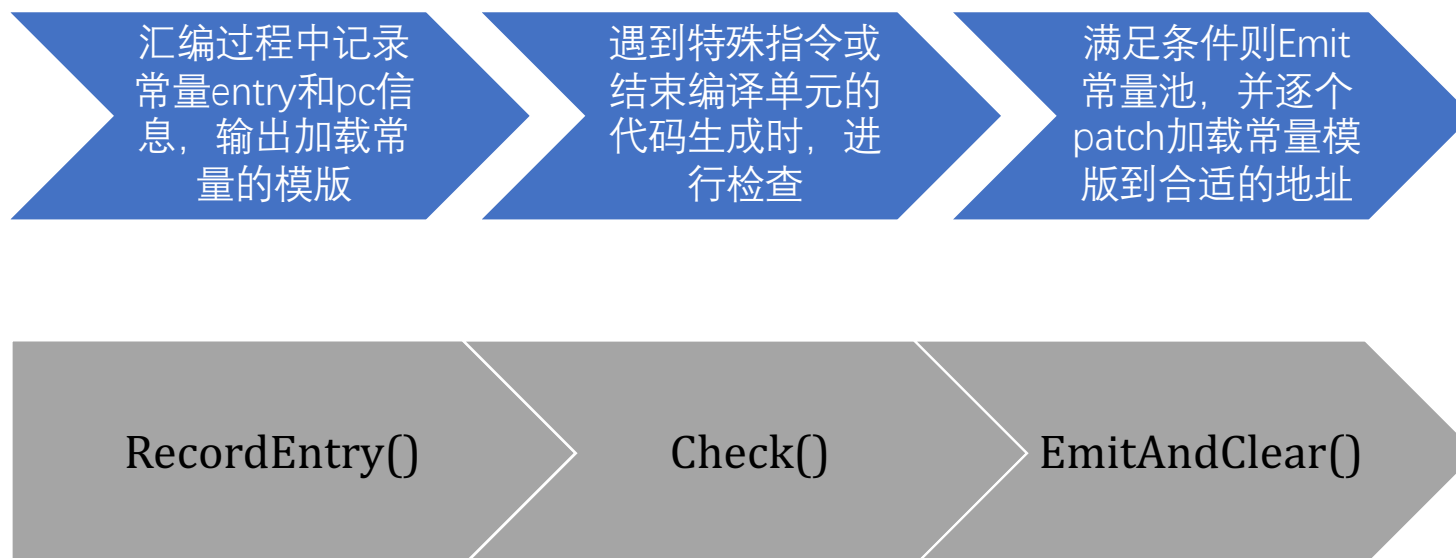 汇编过程中记录
常量entry和pc信
息，输出加载常
量的模版
遇到特殊指令或
结束编译单元的
代码生成时，进
行检查
满足条件则Emit
常量池，并逐个
patch加载常量模
版到合适的地址
RecordEntry()
Check()
EmitAndClear()